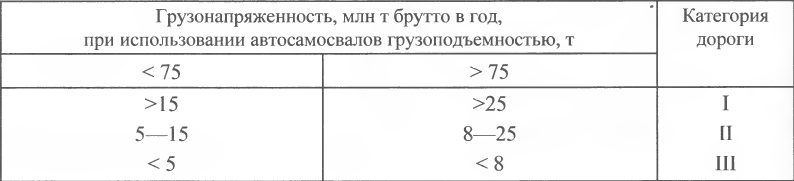 Грузонапряженность, млн т брутто в год,
при использовании автосамосвалов грузоподъемностью, т
Категория
дороги
< 75 > 75
>15 >25 I
5—15 8—25 II
< 5 < 8 III